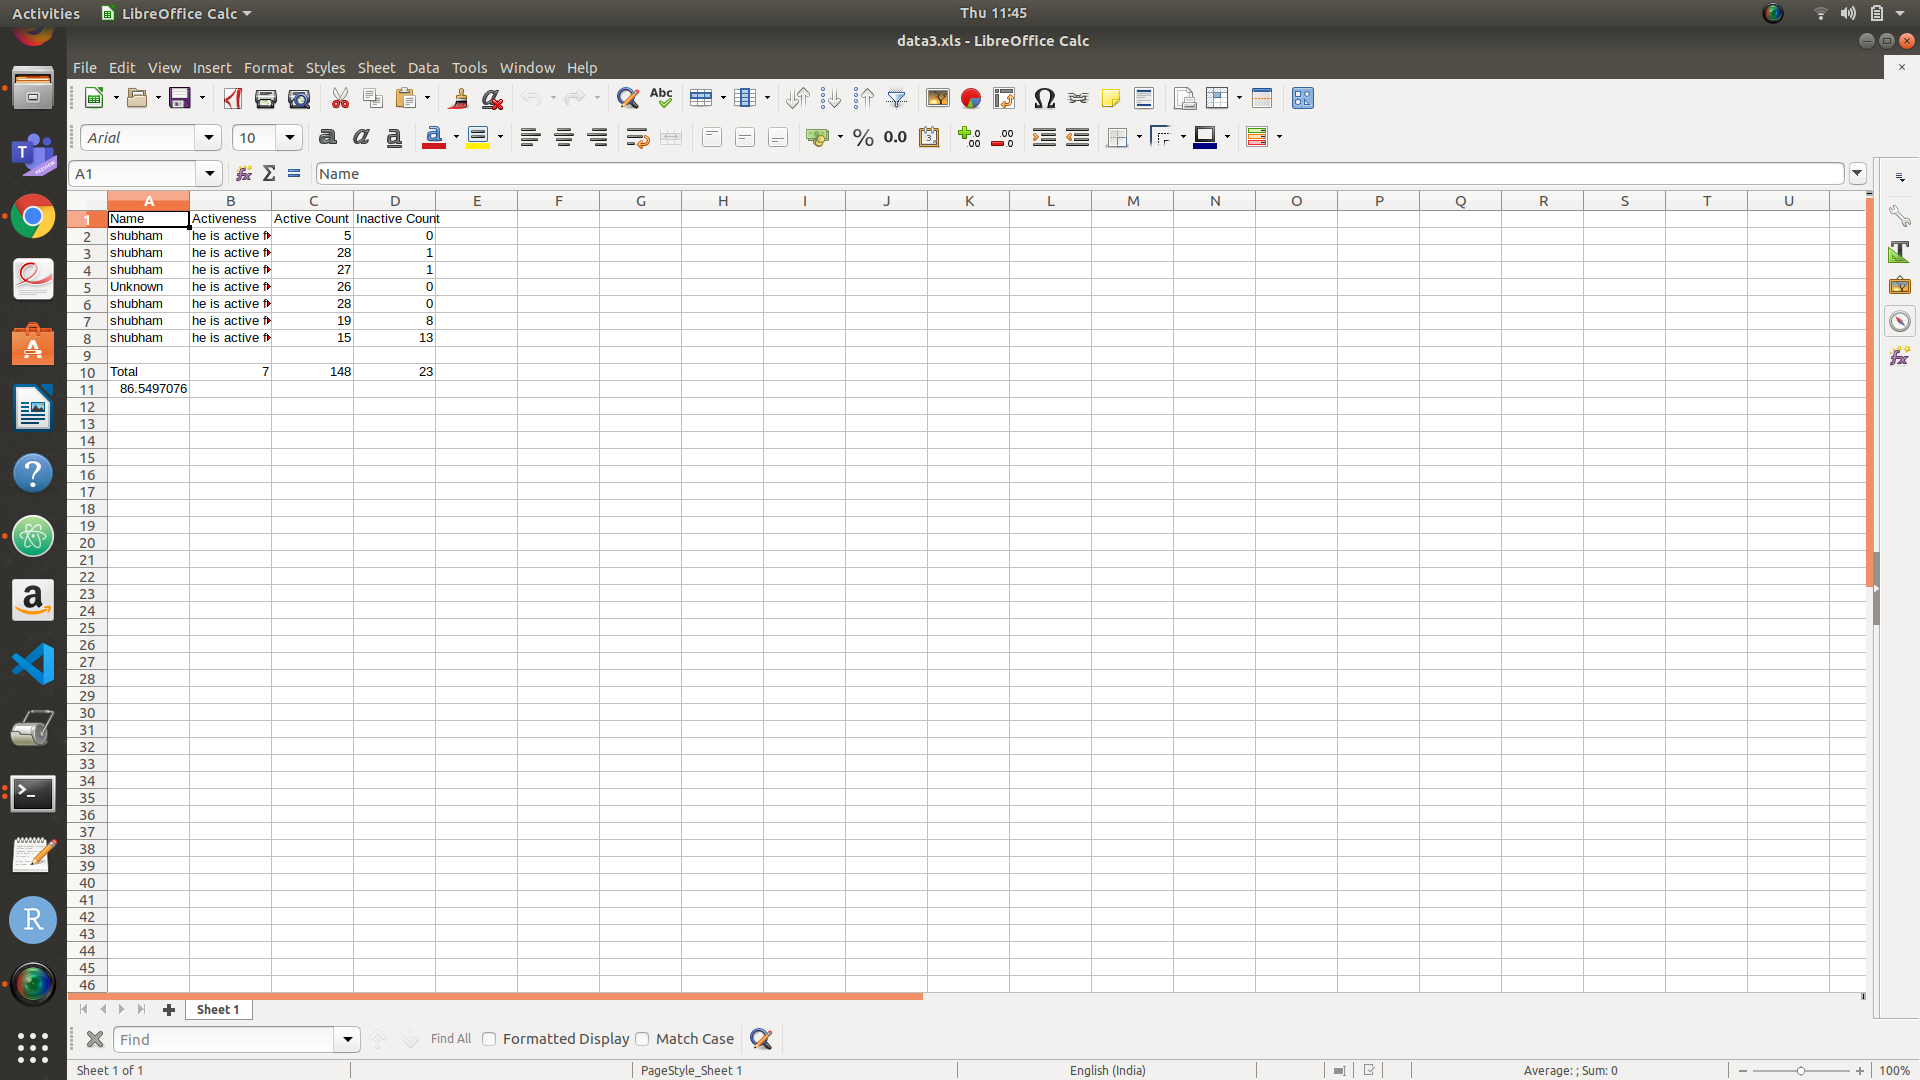 Activities LibreOffice Calc Thu 11:45
data3.xls - LibreOffice Calc
File Edit View Insert Format Styles Sheet Data Tools Window Help
Arial 10
A1 Name
A B C D E F G H I J K L M N O P Q R S T U
1 Name Activeness Active Count Inactive Count
2 shubham he is active f 5 0
3 shubham he is active f 28 1
4 shubham he is active f 27 1
5 Unknown he is active f 26 0
6 shubham he is active f 28 0
7 shubham he is active f 19 8
8 shubham he is active f 15 13
9
10 Total 7 148 23
11 86.5497076
12
13
14
15
16
17
18
19
20
21
22
23
24
25
26
27
28
29
30
31
32
33
34
35
36
37
38
39
40
41
42
43
44
45
46
Sheet 1
Find Find All Formatted Display Match Case
Sheet 1 of 1 PageStyle_Sheet 1 English (India) Average: ; Sum: 0 100%